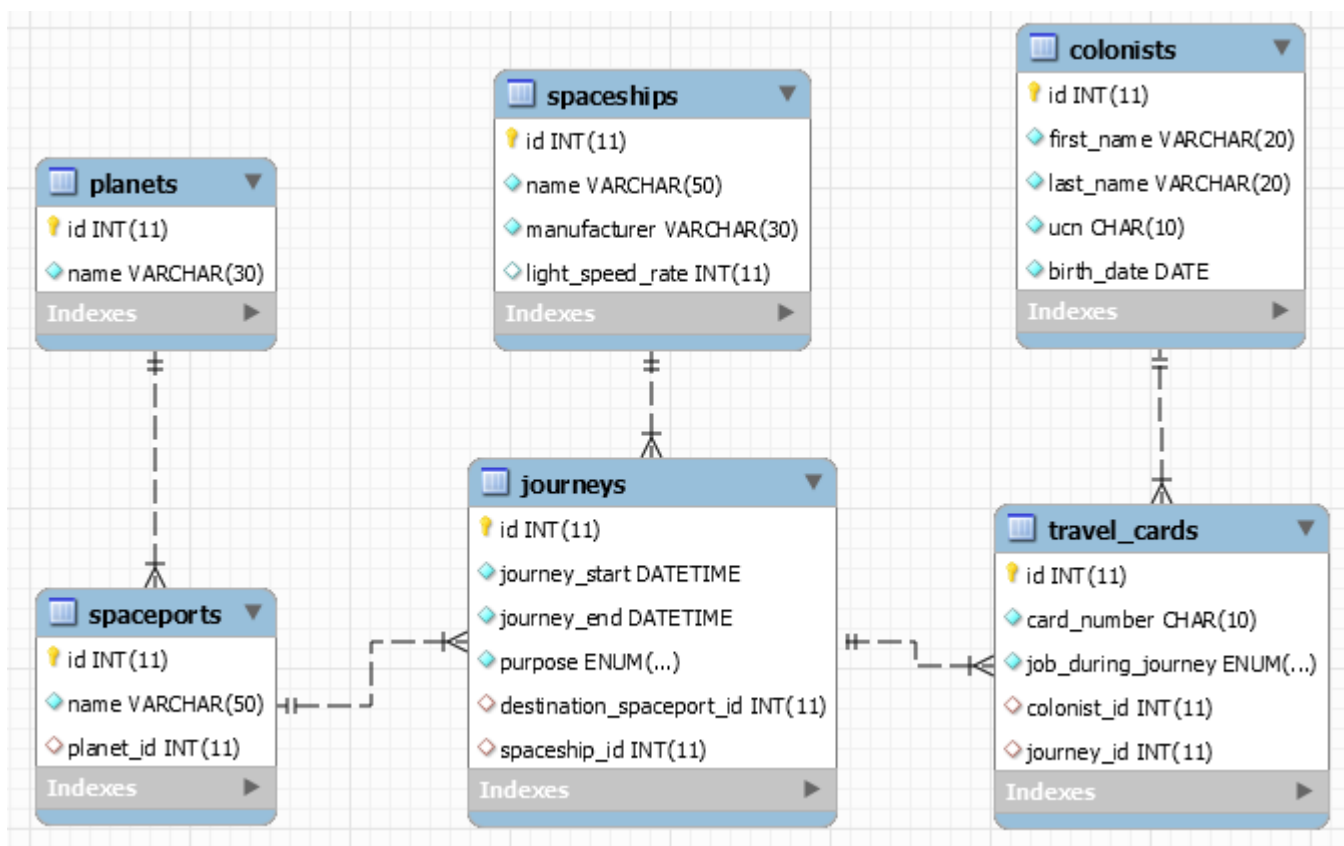 planets
id INT(11)
name VARCHAR(30)
Indexes
spaceships
id INT(11)
name VARCHAR(50)
manufacturer VARCHAR(30)
light_speed_rate INT(11)
Indexes
colonists
id INT(11)
first_name VARCHAR(20)
last_name VARCHAR(20)
ucn CHAR(10)
birth_date DATE
Indexes
spaceports
id INT(11)
name VARCHAR(50)
planet_id INT(11)
Indexes
journeys
id INT(11)
journey_start DATETIME
journey_end DATETIME
purpose ENUM(...)
destination_spaceport_id INT(11)
spaceship_id INT(11)
Indexes
travel_cards
id INT(11)
card_number CHAR(10)
job_during_journey ENUM(...)
colonist_id INT(11)
journey_id INT(11)
Indexes